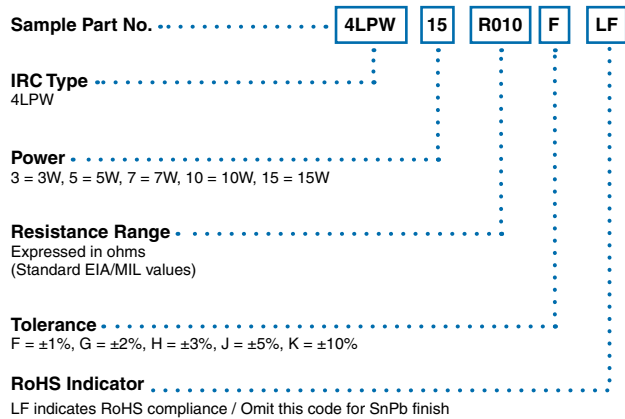 Sample Part No. 4LPW 15 R010 F LF
IRC Type
4LPW
Power
3 = 3W, 5 = 5W, 7 = 7W, 10 = 10W, 15 = 15W
Resistance Range
Expressed in ohms
(Standard EIA/MIL values)
Tolerance
F = ±1%, G = ±2%, H = ±3%, J = ±5%, K = ±10%
RoHS Indicator
LF indicates RoHS compliance / Omit this code for SnPb finish